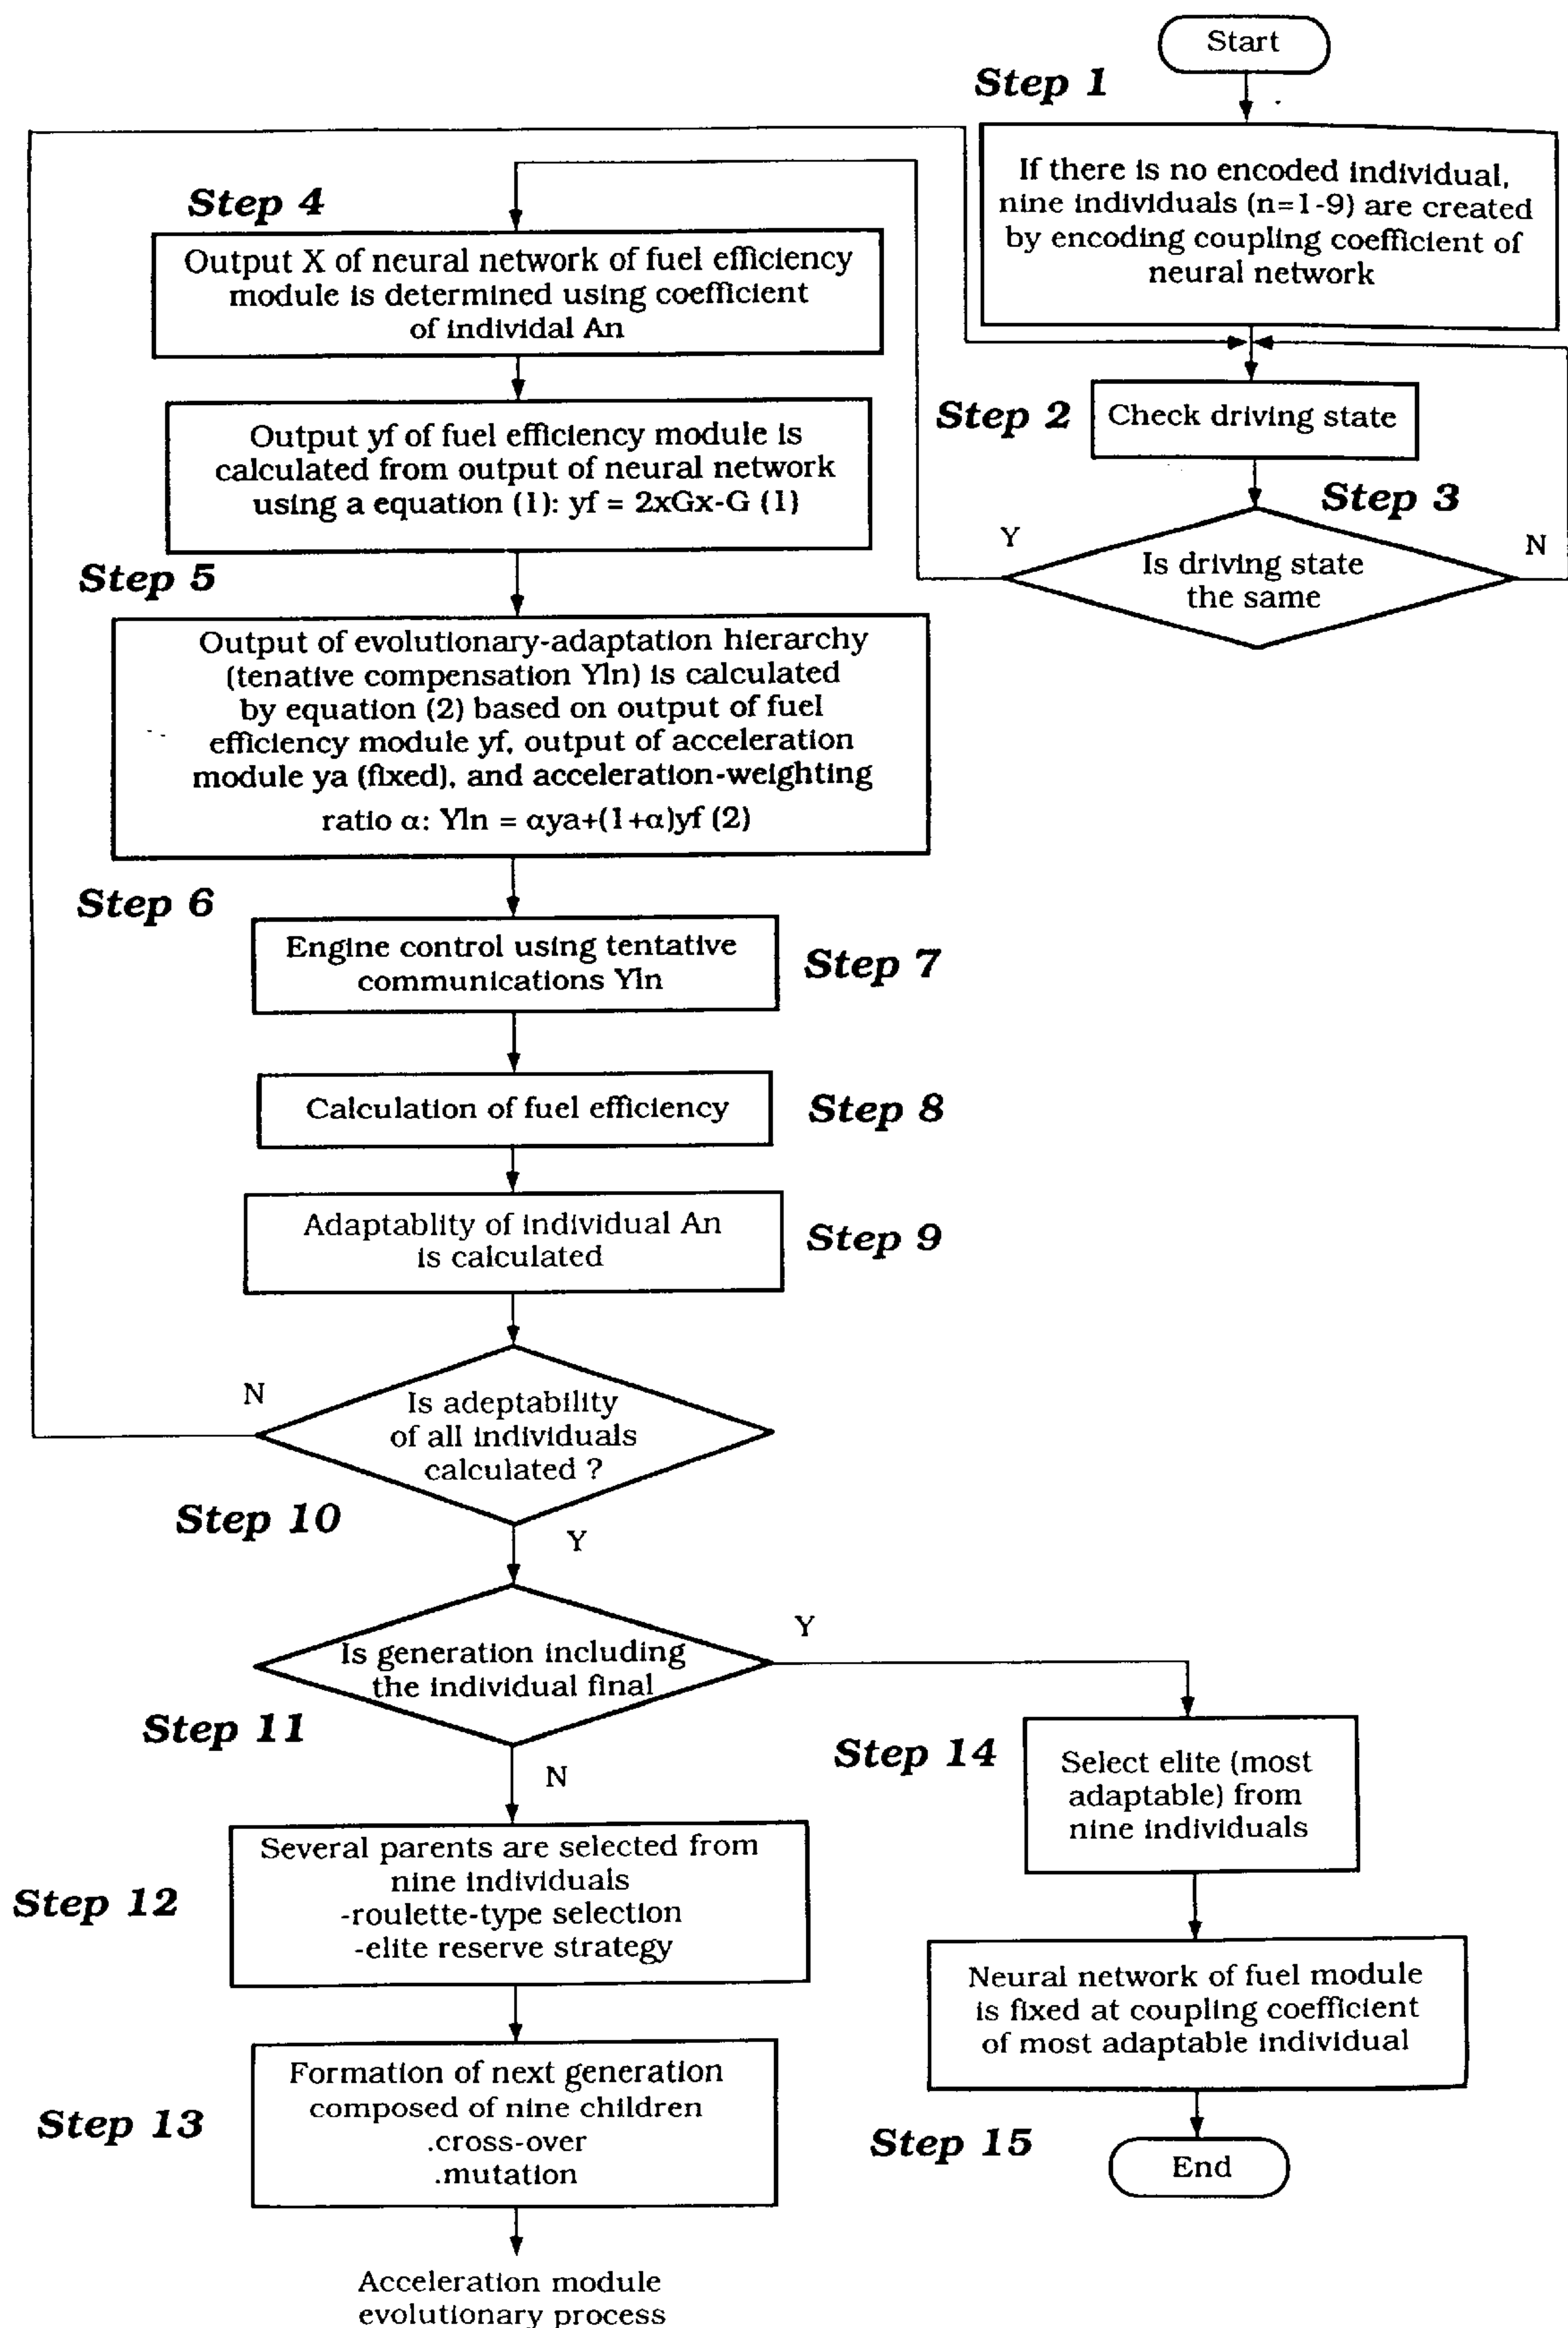 Start
Step 1
If there is no encoded individual,
nine individuals (n=1-9) are created
by encoding coupling coefficient of
neural network
Step 2
Check driving state
Step 3
Y
N
Is driving state
the same
Step 4
Output X of neural network of fuel efficiency
module is determined using coefficient
of individal An
Output yf of fuel efficiency module is
calculated from output of neural network
using a equation (1): yf = 2xGx-G (1)
Step 5
Output of evolutionary-adaptation hierarchy
(tenative compensation Yln) is calculated
by equation (2) based on output of fuel
efficiency module yf, output of acceleration
module ya (fixed), and acceleration-weighting
ratio α: Yln = αya+(1+α)yf (2)
Step 6
Engine control using tentative
communications Yln
Step 7
Calculation of fuel efficiency
Step 8
Adaptablity of individual An
is calculated
Step 9
N
Is adeptability
of all individuals
calculated ?
Step 10
Y
Is generation including
the individual final
Y
Step 11
N
Several parents are selected from
nine individuals
-roulette-type selection
-elite reserve strategy
Step 12
Formation of next generation
composed of nine children
.cross-over
.mutation
Step 13
Acceleration module
evolutionary process
Step 14
Select elite (most
adaptable) from
nine individuals
Neural network of fuel module
is fixed at coupling coefficient
of most adaptable individual
Step 15
End